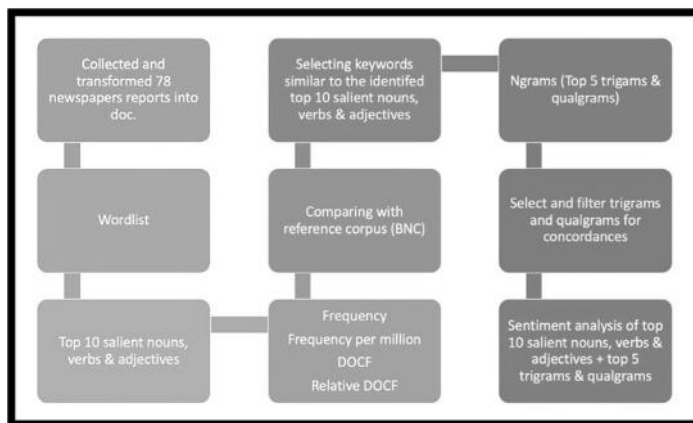 Collected and
transformed 78
newspapers reports into
doc.
Wordlist
Top 10 salient nouns,
verbs & adjectives
Frequency
Frequency per million
DOCF
Relative DOCF
Comparing with
reference corpus (BNC)
Selecting keywords
similar to the identifed
top 10 salient nouns,
verbs & adjectives
Ngrams (Top 5 trigams &
qualgrams)
Select and filter trigrams
and qualgrams for
concordances
Sentiment analysis of top
10 salient nouns, verbs &
adjectives + top 5
trigrams & qualgrams